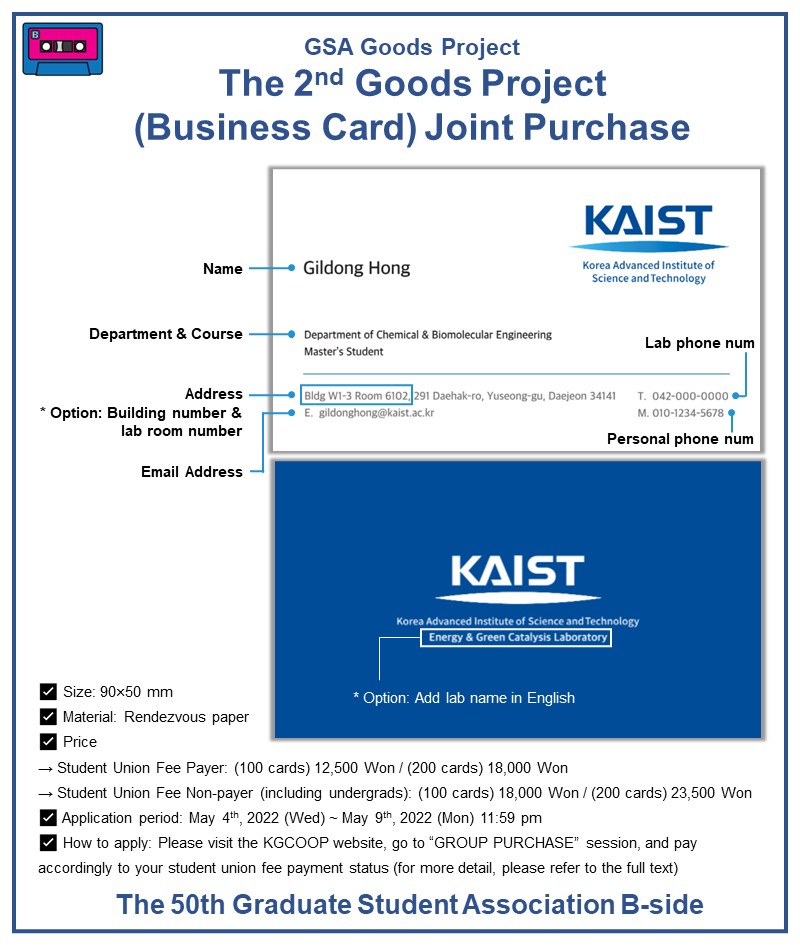 B
GSA Goods Project
The 2nd Goods Project
(Business Card) Joint Purchase
KAIST
Korea Advanced Institute of
Science and Technology
Name
Gildong Hong
Department & Course
Department of Chemical & Biomolecular Engineering
Master's Student
Lab phone num
Address
Bldg W1-3 Room 6102, 291 Daehak-ro, Yuseong-gu, Daejeon 34141
T. 042-000-0000
* Option: Building number &
lab room number
E. gildonghong@kaist.ac.kr
M. 010-1234-5678
Personal phone num
Email Address
KAIST
Korea Advanced Institute of Science and Technology
Energy & Green Catalysis Laboratory
* Option: Add lab name in English
Size: 90×50 mm
Material: Rendezvous paper
Price
→ Student Union Fee Payer: (100 cards) 12,500 Won / (200 cards) 18,000 Won
→ Student Union Fee Non-payer (including undergrads): (100 cards) 18,000 Won / (200 cards) 23,500 Won
Application period: May 4th, 2022 (Wed) ~ May 9th, 2022 (Mon) 11:59 pm
How to apply: Please visit the KGCOOP website, go to “GROUP PURCHASE” session, and pay
accordingly to your student union fee payment status (for more detail, please refer to the full text)
The 50th Graduate Student Association B-side